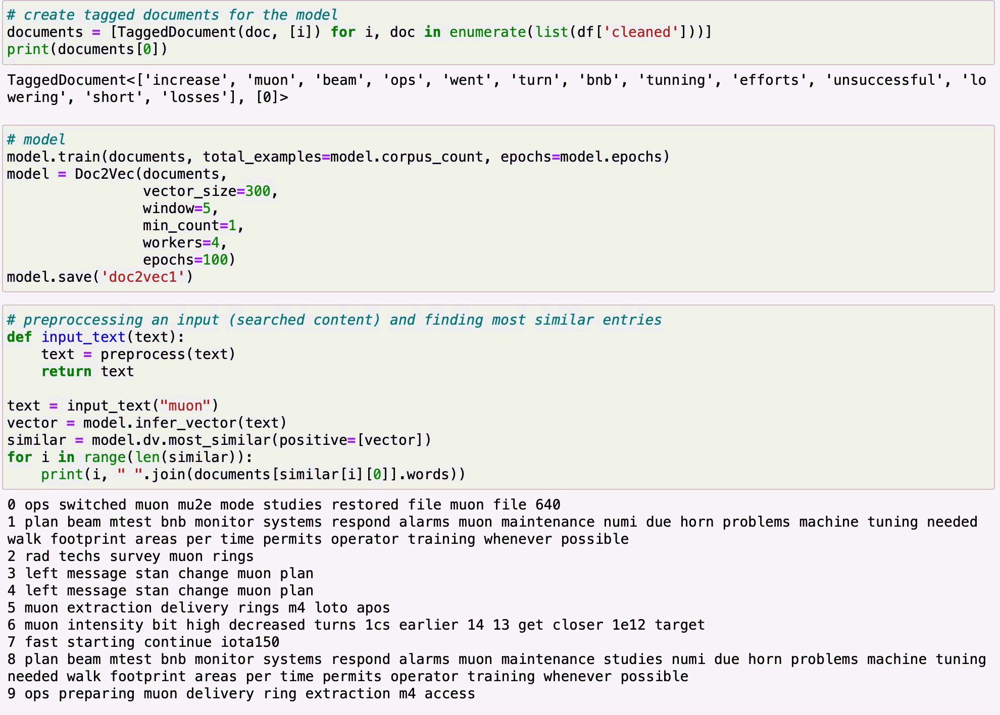 # create tagged documents for the model
documents = [TaggedDocument(doc, [i]) for i, doc in enumerate(list(df['cleaned']))]
print(documents[0])
TaggedDocument<['increase', 'muon', 'beam', 'ops', 'went', 'turn', 'bnb', 'tunning', 'efforts', 'unsuccessful', 'lo
wering', 'short', 'losses'], [0]>
# model
model.train(documents, total_examples=model.corpus_count, epochs=model.epochs)
model = Doc2Vec(documents,
                vector_size=300,
                window=5,
                min_count=1,
                workers=4,
                epochs=100)
model.save('doc2vec1')
# preproccessing an input (searched content) and finding most similar entries
def input_text(text):
    text = preprocess(text)
    return text
text = input_text("muon")
vector = model.infer_vector(text)
similar = model.dv.most_similar(positive=[vector])
for i in range(len(similar)):
    print(i, " ".join(documents[similar[i][0]].words))
0 ops switched muon mu2e mode studies restored file muon file 640
1 plan beam mtest bnb monitor systems respond alarms muon maintenance numi due horn problems machine tuning needed
walk footprint areas per time permits operator training whenever possible
2 rad techs survey muon rings
3 left message stan change muon plan
4 left message stan change muon plan
5 muon extraction delivery rings m4 loto apos
6 muon intensity bit high decreased turns 1cs earlier 14 13 get closer 1e12 target
7 fast starting continue iota150
8 plan beam mtest bnb monitor systems respond alarms muon maintenance studies numi due horn problems machine tuning
needed walk footprint areas per time permits operator training whenever possible
9 ops preparing muon delivery ring extraction m4 access